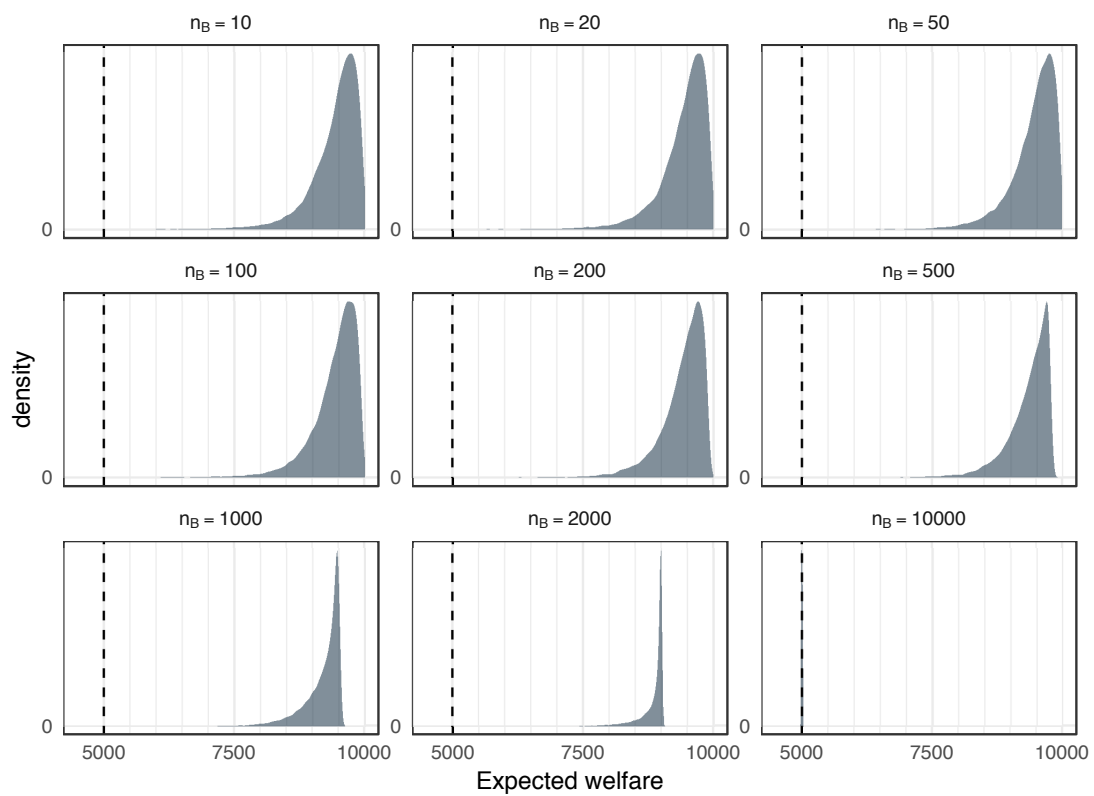 n_B = 10
n_B = 20
n_B = 50
0
0
0
n_B = 100
n_B = 200
n_B = 500
density
0
0
0
n_B = 1000
n_B = 2000
n_B = 10000
0
0
0
5000 7500 10000
5000 7500 10000
5000 7500 10000
Expected welfare